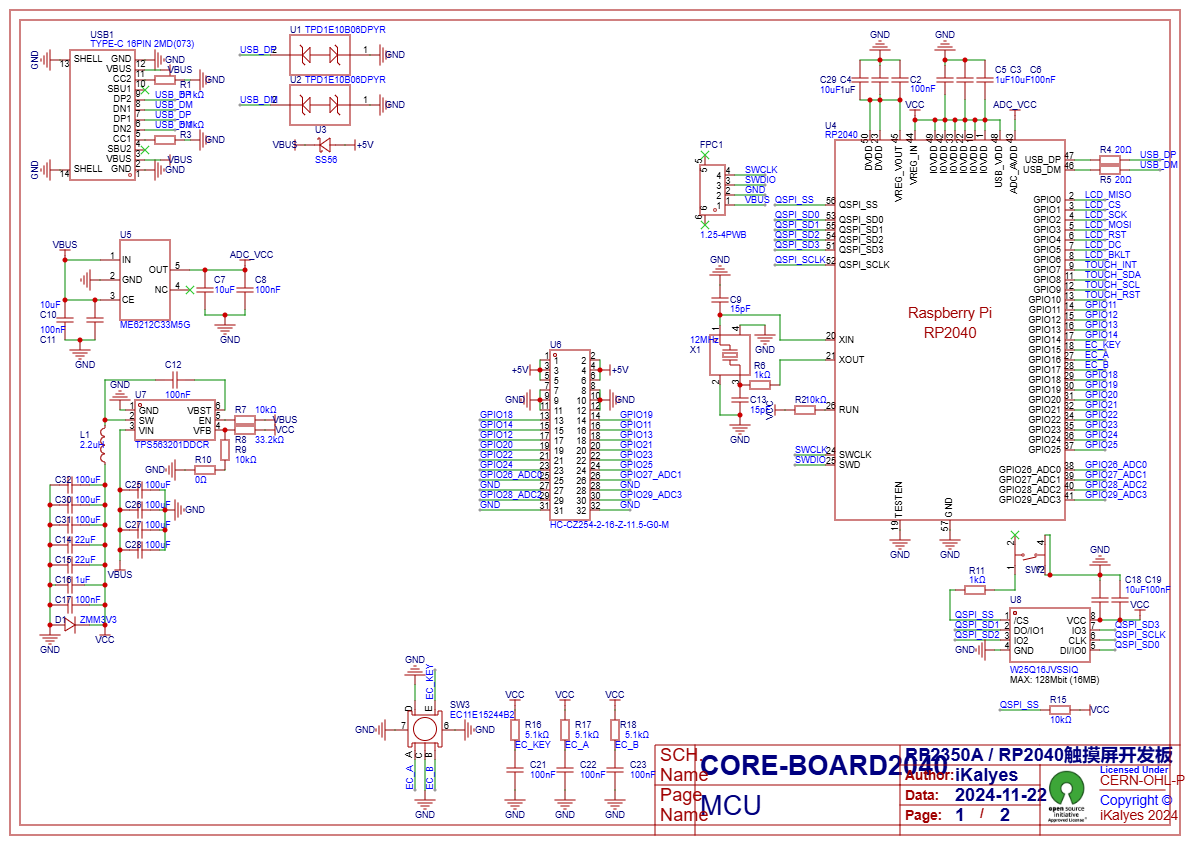 USB1
TYPE-C 16PIN 2MD(073)
GND
13
SHELL
GND
12
GND
VBUS
11
VBUS
CC2
10
GND
SBU1
9
R1
DP2
8
USB_DP
5.1kΩ
DN1
7
USB_DM
DP1
6
USB_DP
DN2
5
USB_DM
CC1
4
R3
GND
SBU2
3
VBUS
2
VBUS
GND
14
SHELL
GND
1
GND
U1 TPD1E10B06DPYR
USB_DP
2
1
GND
U2 TPD1E10B06DPYR
USB_DM
2
1
GND
U3
VBUS
+5V
SS56
VBUS
U5
1
IN
OUT
5
ADC_VCC
GND
2
GND
NC
4
3
CE
ME6212C33M5G
10uF
C10
100nF
C11
GND
C7
10uF
C8
100nF
GND
C12
100nF
GND
U7
1
GND
VBST
6
2
SW
EN
5
3
VIN
VFB
4
TPS563201DDCR
R7
10kΩ
VBUS
VCC
R8
33.2kΩ
R9
10kΩ
GND
R10
0Ω
L1
2.2uH
C32 100uF
C30 100uF
C31 100uF
C14 22uF
C15 22uF
C16 1uF
C17 100nF
D1 ZMM3V3
GND
VCC
C25 100uF
C26 100uF
C27 100uF
C28 100uF
GND
VBUS
U6
+5V
+5V
GND
GND
1 2
3 4
5 6
7 8
9 10
11 12
GPIO18 13 14 GPIO19
GPIO14 15 16 GPIO11
GPIO12 17 18 GPIO13
GPIO20 19 20 GPIO21
GPIO22 21 22 GPIO23
GPIO24 23 24 GPIO25
GPIO26_ADC0 25 26 GPIO27_ADC1
GND 27 28 GND
GPIO28_ADC2 29 30 GPIO29_ADC3
GND 31 32 GND
HC-CZ254-2-16-Z-11.5-G0-M
FPC1
5
4
SWCLK
3
SWDIO
2
GND
1
VBUS
6
1.25-4PWB
GND
C9
15pF
12MHz
X1
1
4
2
3
GND
R6
1kΩ
C13
15pF
GND
VCC
R2 10kΩ
GND
GND
C29 C4
10uF 1uF
C2
100nF
VCC
C5 C3 C6
1uF 10uF 100nF
ADC_VCC
U4
RP2040
50 DVDD
23 DVDD
45 VREG_VOUT
44 VREG_IN
49 IOVDD
42 IOVDD
33 IOVDD
22 IOVDD
10 IOVDD
1 IOVDD
48 USB_VDD
43 ADC_AVDD
QSPI_SS 56 QSPI_SS
QSPI_SD0 53 QSPI_SD0
QSPI_SD1 55 QSPI_SD1
QSPI_SD2 54 QSPI_SD2
QSPI_SD3 51 QSPI_SD3
QSPI_SCLK 52 QSPI_SCLK
20 XIN
21 XOUT
26 RUN
SWCLK 24 SWCLK
SWDIO 25 SWD
Raspberry Pi
RP2040
19 TESTEN
57 GND
GND
GND
R4 20Ω
USB_DP 47 USB_DP
USB_DM 46 USB_DM
R5 20Ω
GPIO0 2 LCD_MISO
GPIO1 3 LCD_CS
GPIO2 4 LCD_SCK
GPIO3 5 LCD_MOSI
GPIO4 6 LCD_RST
GPIO5 7 LCD_DC
GPIO6 8 LCD_BKLT
GPIO7 9 TOUCH_INT
GPIO8 11 TOUCH_SDA
GPIO9 12 TOUCH_SCL
GPIO10 13 TOUCH_RST
GPIO11 14 GPIO11
GPIO12 15 GPIO12
GPIO13 16 GPIO13
GPIO14 17 GPIO14
GPIO15 18 EC_KEY
GPIO16 27 EC_A
GPIO17 28 EC_B
GPIO18 29 GPIO18
GPIO19 30 GPIO19
GPIO20 31 GPIO20
GPIO21 32 GPIO21
GPIO22 34 GPIO22
GPIO23 35 GPIO23
GPIO24 36 GPIO24
GPIO25 37 GPIO25
GPIO26_ADC0 38 GPIO26_ADC0
GPIO27_ADC1 39 GPIO27_ADC1
GPIO28_ADC2 40 GPIO28_ADC2
GPIO29_ADC3 41 GPIO29_ADC3
2
4
1
3
SW2
R11
1kΩ
GND
C18 C19
10uF 100nF
VCC
U8
QSPI_SS 1 /CS VCC 8
QSPI_SD1 2 DO/IO1 IO3 7 QSPI_SD3
QSPI_SD2 3 IO2 CLK 6 QSPI_SCLK
GND 4 GND DI/IO0 5 QSPI_SD0
W25Q16JVSSIQ
MAX: 128Mbit (16MB)
QSPI_SS
R15
10kΩ
VCC
GND
EC_KEY
D
E
SW3
EC11E15244B2
GND
7
6
GND
A
C
B
EC_A
EC_B
GND
VCC
VCC
VCC
R16
5.1kΩ
R17
5.1kΩ
R18
5.1kΩ
EC_KEY
EC_A
EC_B
C21
100nF
C22
100nF
C23
100nF
GND
GND
GND
SCH
Name
CORE-BOARD2040
Page
Name
MCU
RP2350A / RP2040触摸屏开发板
Author: iKalyes
Data: 2024-11-22
Page: 1 / 2
open source
initiative
Approved License
Licensed Under
CERN-OHL-P
Copyright ©
iKalyes 2024